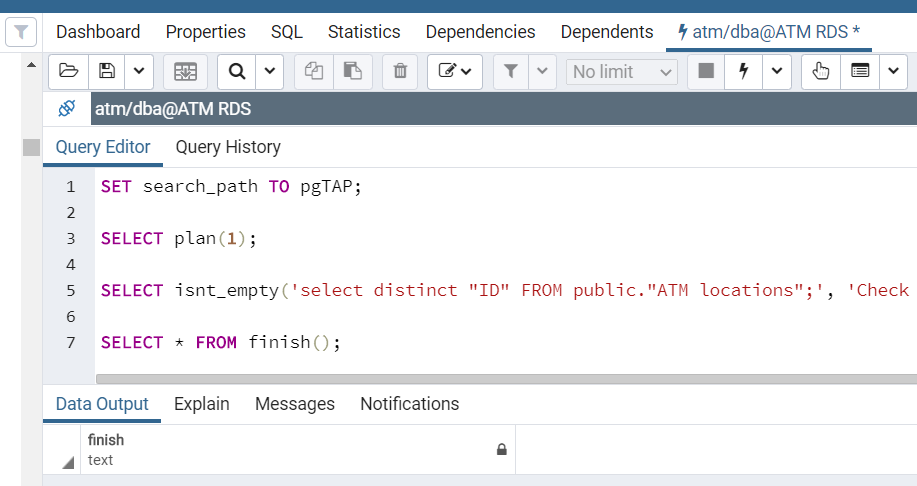 Dashboard Properties SQL Statistics Dependencies Dependents atm/dba@ATM RDS *
No limit
atm/dba@ATM RDS
Query Editor Query History
1 SET search_path TO pgTAP;
2
3 SELECT plan(1);
4
5 SELECT isnt_empty('select distinct "ID" FROM public."ATM locations";', 'Check
6
7 SELECT * FROM finish();
Data Output Explain Messages Notifications
finish
text